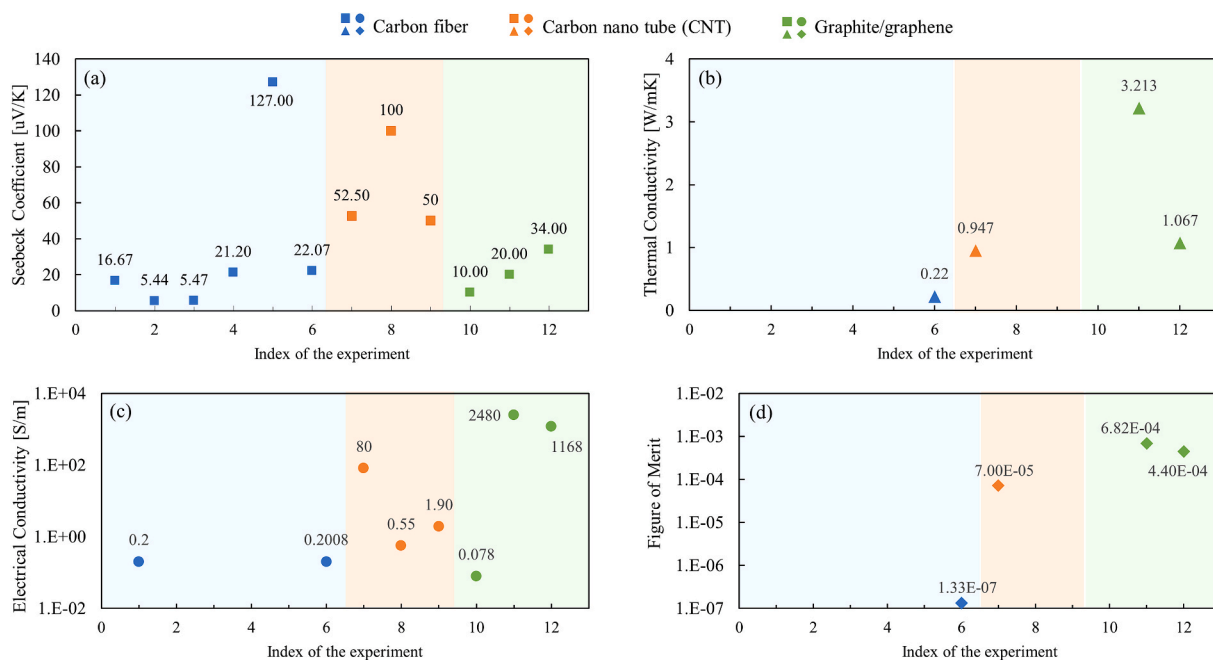 Carbon fiber
Carbon nano tube (CNT)
Graphite/graphene
(a)
Seebeck Coefficient [uV/K]
140
120
100
80
60
40
20
0
16.67
5.44
5.47
21.20
127.00
22.07
52.50
100
50
10.00
20.00
34.00
0 2 4 6 8 10 12
Index of the experiment
(b)
Thermal Conductivity [W/mK]
4
3
2
1
0
0.22
0.947
3.213
1.067
0 2 4 6 8 10 12
Index of the experiment
(c)
Electrical Conductivity [S/m]
1.E+04
1.E+02
1.E+00
1.E-02
0.2
0.2008
80
0.55
1.90
0.078
2480
1168
0 2 4 6 8 10 12
Index of the experiment
(d)
Figure of Merit
1.E-02
1.E-03
1.E-04
1.E-05
1.E-06
1.E-07
1.33E-07
7.00E-05
6.82E-04
4.40E-04
0 2 4 6 8 10 12
Index of the experiment